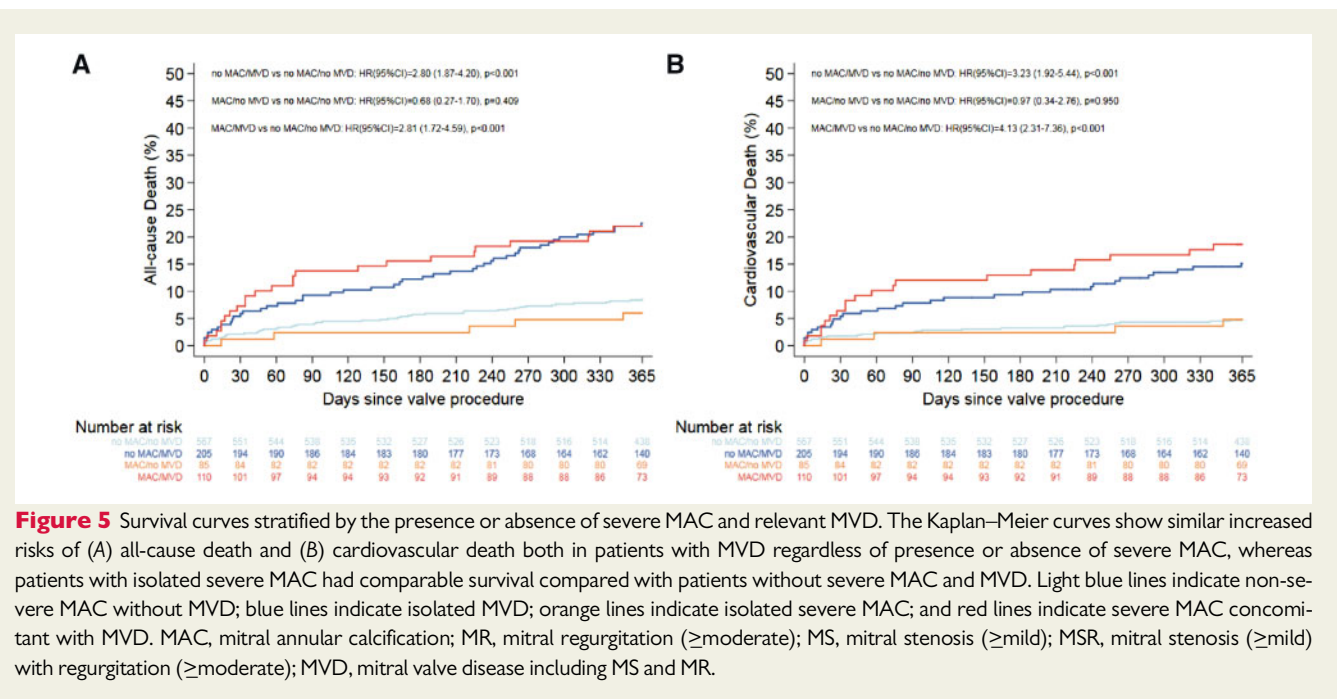 A
no MAC/MVD vs no MAC/no MVD: HR(95%CI)=2.80 (1.87-4.20), p<0.001
MAC/no MVD vs no MAC/no MVD: HR(95%CI)=0.68 (0.27-1.70), p=0.409
MAC/MVD vs no MAC/no MVD: HR(95%CI)=2.81 (1.72-4.59), p<0.001
All-cause Death (%)
50
45
40
35
30
25
20
15
10
5
0
0 30 60 90 120 150 180 210 240 270 300 330 365
Days since valve procedure
Number at risk
no MAC/no MVD 567 551 544 538 535 532 527 526 523 518 516 514 438
no MAC/MVD 205 194 190 186 184 183 180 177 173 168 164 162 140
MAC/no MVD 85 84 82 82 82 82 82 82 81 80 80 80 69
MAC/MVD 110 101 97 94 94 93 92 91 89 88 88 86 73
B
no MAC/MVD vs no MAC/no MVD: HR(95%CI)=3.23 (1.92-5.44), p<0.001
MAC/no MVD vs no MAC/no MVD: HR(95%CI)=0.97 (0.34-2.76), p=0.950
MAC/MVD vs no MAC/no MVD: HR(95%CI)=4.13 (2.31-7.36), p<0.001
Cardiovascular Death (%)
50
45
40
35
30
25
20
15
10
5
0
0 30 60 90 120 150 180 210 240 270 300 330 365
Days since valve procedure
Number at risk
no MAC/no MVD 567 551 544 538 535 532 527 526 523 518 516 514 438
no MAC/MVD 205 194 190 186 184 183 180 177 173 168 164 162 140
MAC/no MVD 85 84 82 82 82 82 82 82 81 80 80 80 69
MAC/MVD 110 101 97 94 94 93 92 91 89 88 88 86 73
Figure 5 Survival curves stratified by the presence or absence of severe MAC and relevant MVD. The Kaplan–Meier curves show similar increased
risks of (A) all-cause death and (B) cardiovascular death both in patients with MVD regardless of presence or absence of severe MAC, whereas
patients with isolated severe MAC had comparable survival compared with patients without severe MAC and MVD. Light blue lines indicate non-se-
vere MAC without MVD; blue lines indicate isolated MVD; orange lines indicate isolated severe MAC; and red lines indicate severe MAC concomi-
tant with MVD. MAC, mitral annular calcification; MR, mitral regurgitation (≥moderate); MS, mitral stenosis (≥mild); MSR, mitral stenosis (≥mild)
with regurgitation (≥moderate); MVD, mitral valve disease including MS and MR.